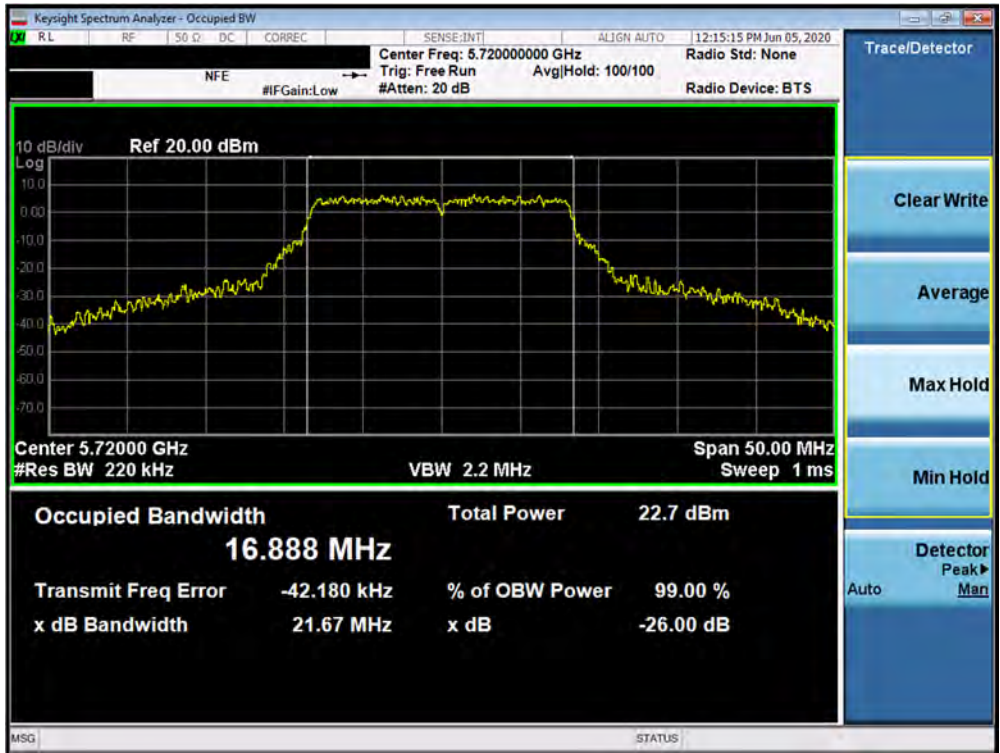 Keysight Spectrum Analyzer - Occupied BW
LXI RL RF 50 Ω DC CORREC SENSE:INT ALIGN AUTO 12:15:15 PM Jun 05, 2020
Center Freq: 5.720000000 GHz Radio Std: None
NFE Trig: Free Run Avg|Hold: 100/100
#IFGain:Low #Atten: 20 dB Radio Device: BTS
Trace/Detector
10 dB/div Ref 20.00 dBm
Log
10.0
0.00
-10.0
-20.0
-30.0
-40.0
-50.0
-60.0
-70.0
Center 5.72000 GHz Span 50.00 MHz
#Res BW 220 kHz VBW 2.2 MHz Sweep 1 ms
Occupied Bandwidth Total Power 22.7 dBm
16.888 MHz
Transmit Freq Error -42.180 kHz % of OBW Power 99.00 %
x dB Bandwidth 21.67 MHz x dB -26.00 dB
Clear Write
Average
Max Hold
Min Hold
Detector
Peak▶
Auto Man
MSG STATUS